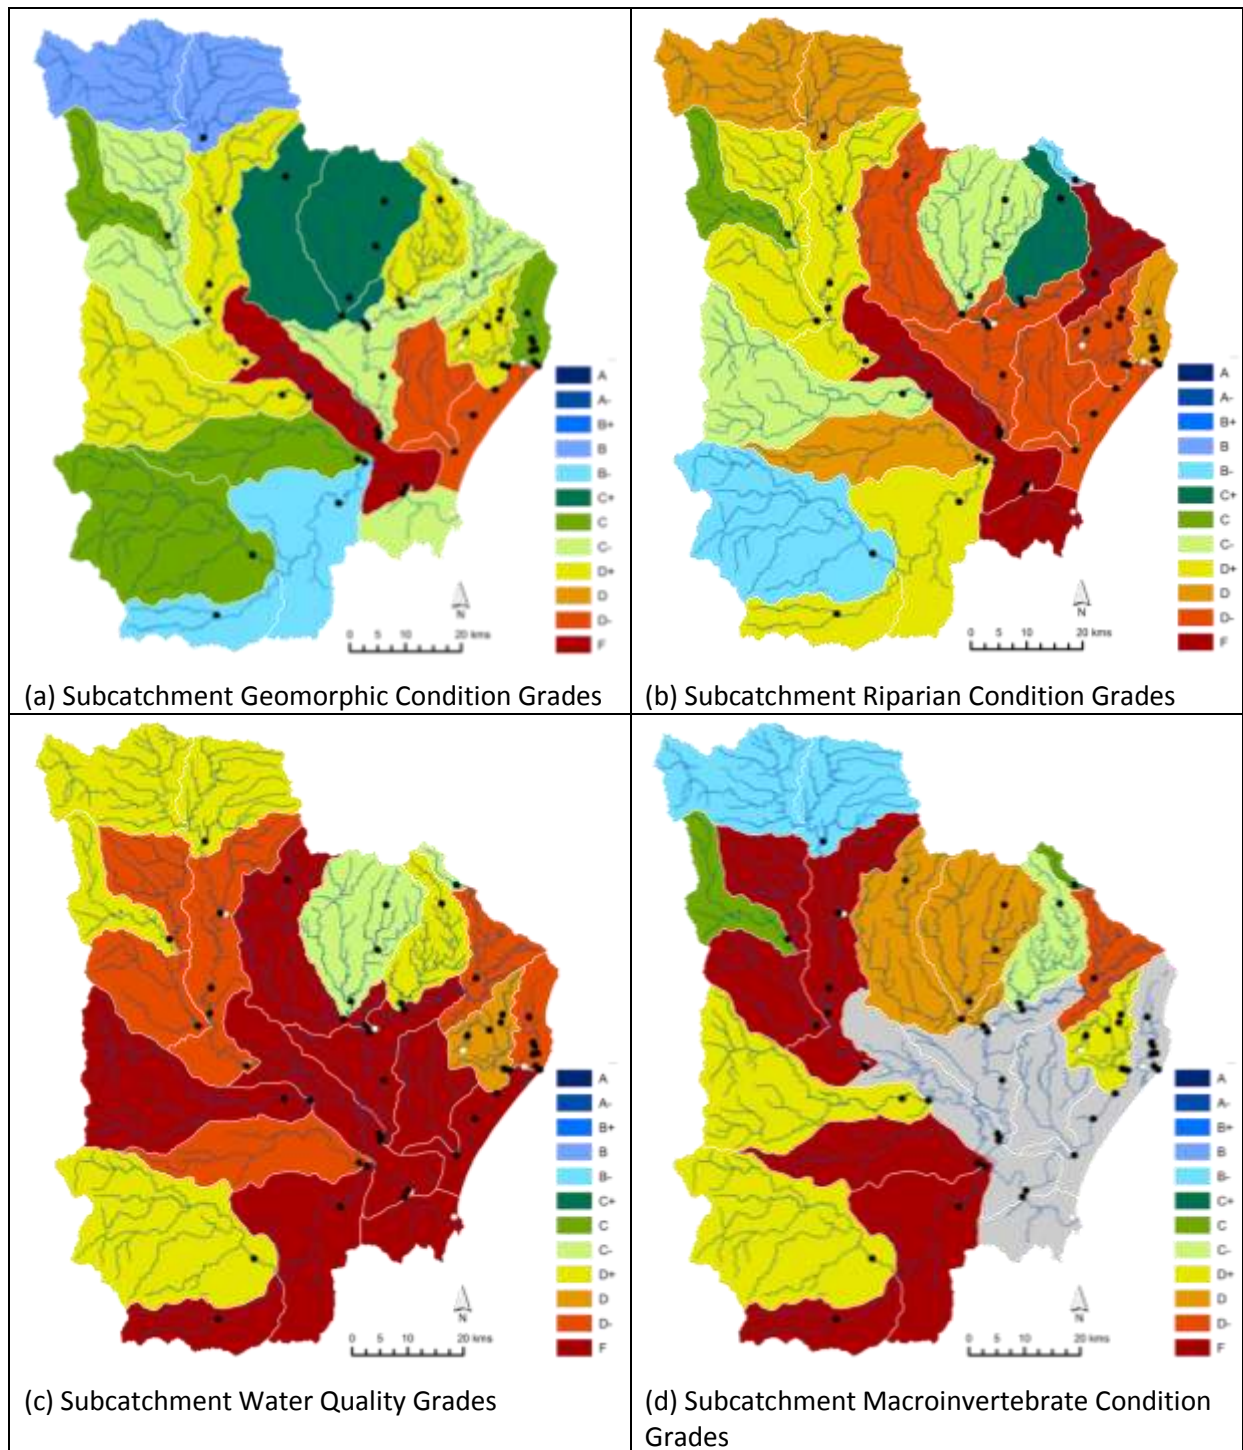 A
A-
B+
B
B-
C+
C
C-
D+
D
D-
F
N
0 5 10 20 kms
(a) Subcatchment Geomorphic Condition Grades
A
A-
B+
B
B-
C+
C
C-
D+
D
D-
F
N
0 5 10 20 kms
(b) Subcatchment Riparian Condition Grades
A
A-
B+
B
B-
C+
C
C-
D+
D
D-
F
N
0 5 10 20 kms
(c) Subcatchment Water Quality Grades
A
A-
B+
B
B-
C+
C
C-
D+
D
D-
F
N
0 5 10 20 kms
(d) Subcatchment Macroinvertebrate Condition
Grades